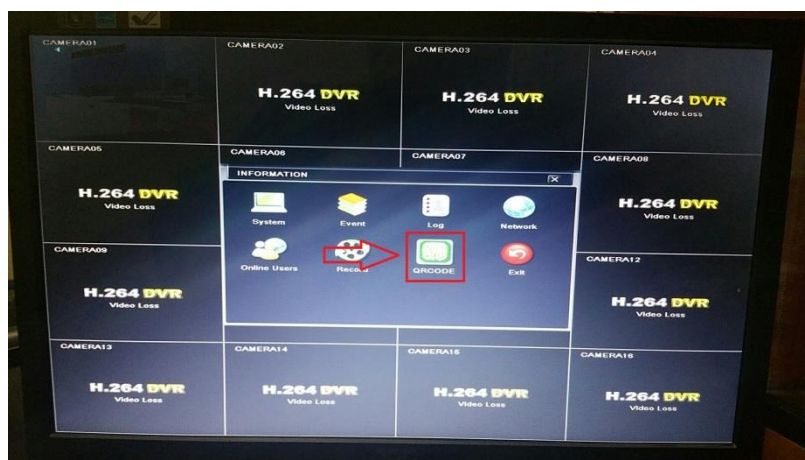 CAMERA01
CAMERA02
CAMERA03
CAMERA04
H.264 DVR
Video Loss
H.264 DVR
Video Loss
H.264 DVR
Video Loss
CAMERA05
CAMERA06
CAMERA07
CAMERA08
INFORMATION
H.264 DVR
Video Loss
System
Event
Log
Network
H.264 DVR
Video Loss
CAMERA09
Online Users
Record
QRCODE
Exit
CAMERA12
H.264 DVR
Video Loss
H.264 DVR
Video Loss
CAMERA13
CAMERA14
CAMERA15
CAMERA16
H.264 DVR
Video Loss
H.264 DVR
Video Loss
H.264 DVR
Video Loss
H.264 DVR
Video Loss